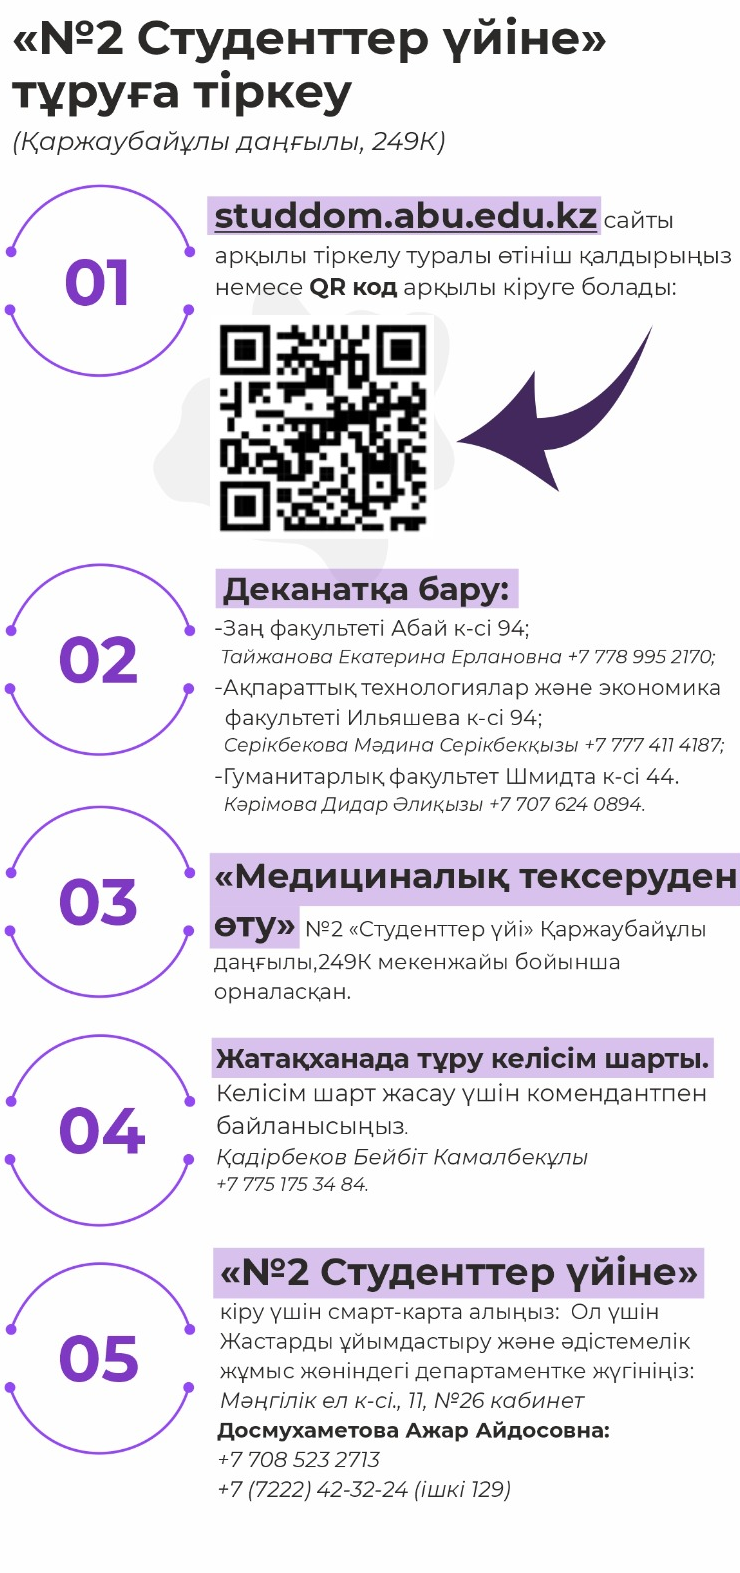 «№2 Студенттер үйіне»
тұруға тіркеу
(Қаржаубайұлы даңғылы, 249К)
01
studdom.abu.edu.kz сайты
арқылы тіркелу туралы өтініш қалдырыңыз
немесе QR код арқылы кіруге болады:
02
Деканатқа бару:
-Заң факультеті Абай к-сі 94;
Тайжанова Екатерина Ерлановна +7 778 995 2170;
-Ақпараттық технологиялар және экономика
факультеті Ильяшева к-сі 94;
Серікбекова Мәдина Серікбекқызы +7 777 411 4187;
-Гуманитарлық факультет Шмидта к-сі 44.
Кәрімова Дидар Әлиқызы +7 707 624 0894.
03
«Медициналық тексеруден
өту» №2 «Студенттер үйі» Қаржаубайұлы
даңғылы,249К мекенжайы бойынша
орналасқан.
04
Жатақханада тұру келісім шарты.
Келісім шарт жасау үшін комендантпен
байланысыңыз.
Қадірбеков Бейбіт Камалбекұлы
+7 775 175 34 84.
05
«№2 Студенттер үйіне»
кіру үшін смарт-карта алыңыз: Ол үшін
Жастарды ұйымдастыру және әдістемелік
жұмыс жөніндегі департаментке жүгініңіз:
Мәңгілік ел к-сі., 11, №26 кабинет
Досмухаметова Ажар Айдосовна:
+7 708 523 2713
+7 (7222) 42-32-24 (ішкі 129)